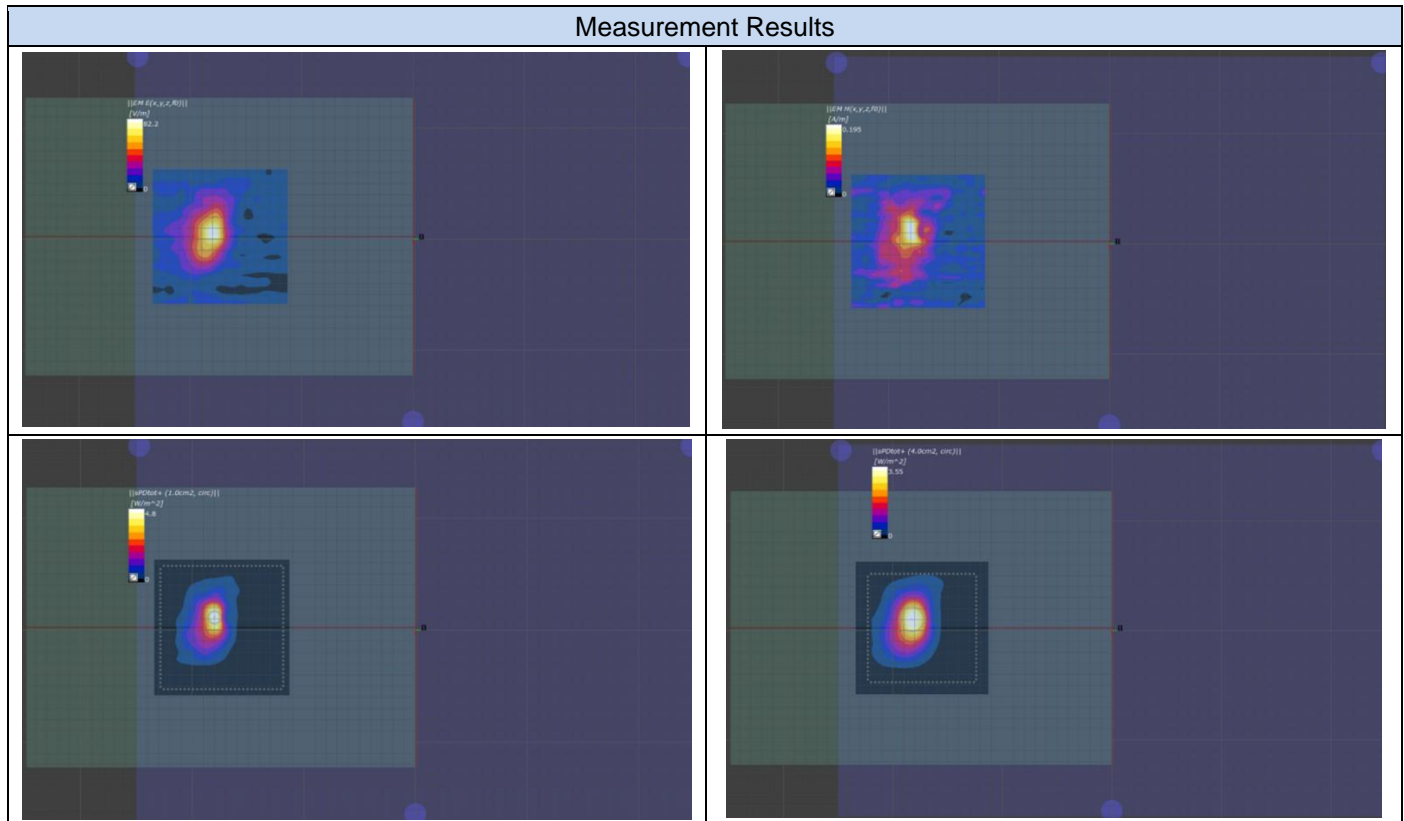 Measurement Results
||EM E(x,y,z,f0)||
[V/m]
62.2
0
||EM H(x,y,z,f0)||
[A/m]
0.195
0
||sPDtot+ (1.0cm2, circ)||
[W/m^2]
4.8
0
||sPDtot+ (4.0cm2, circ)||
[W/m^2]
3.55
0